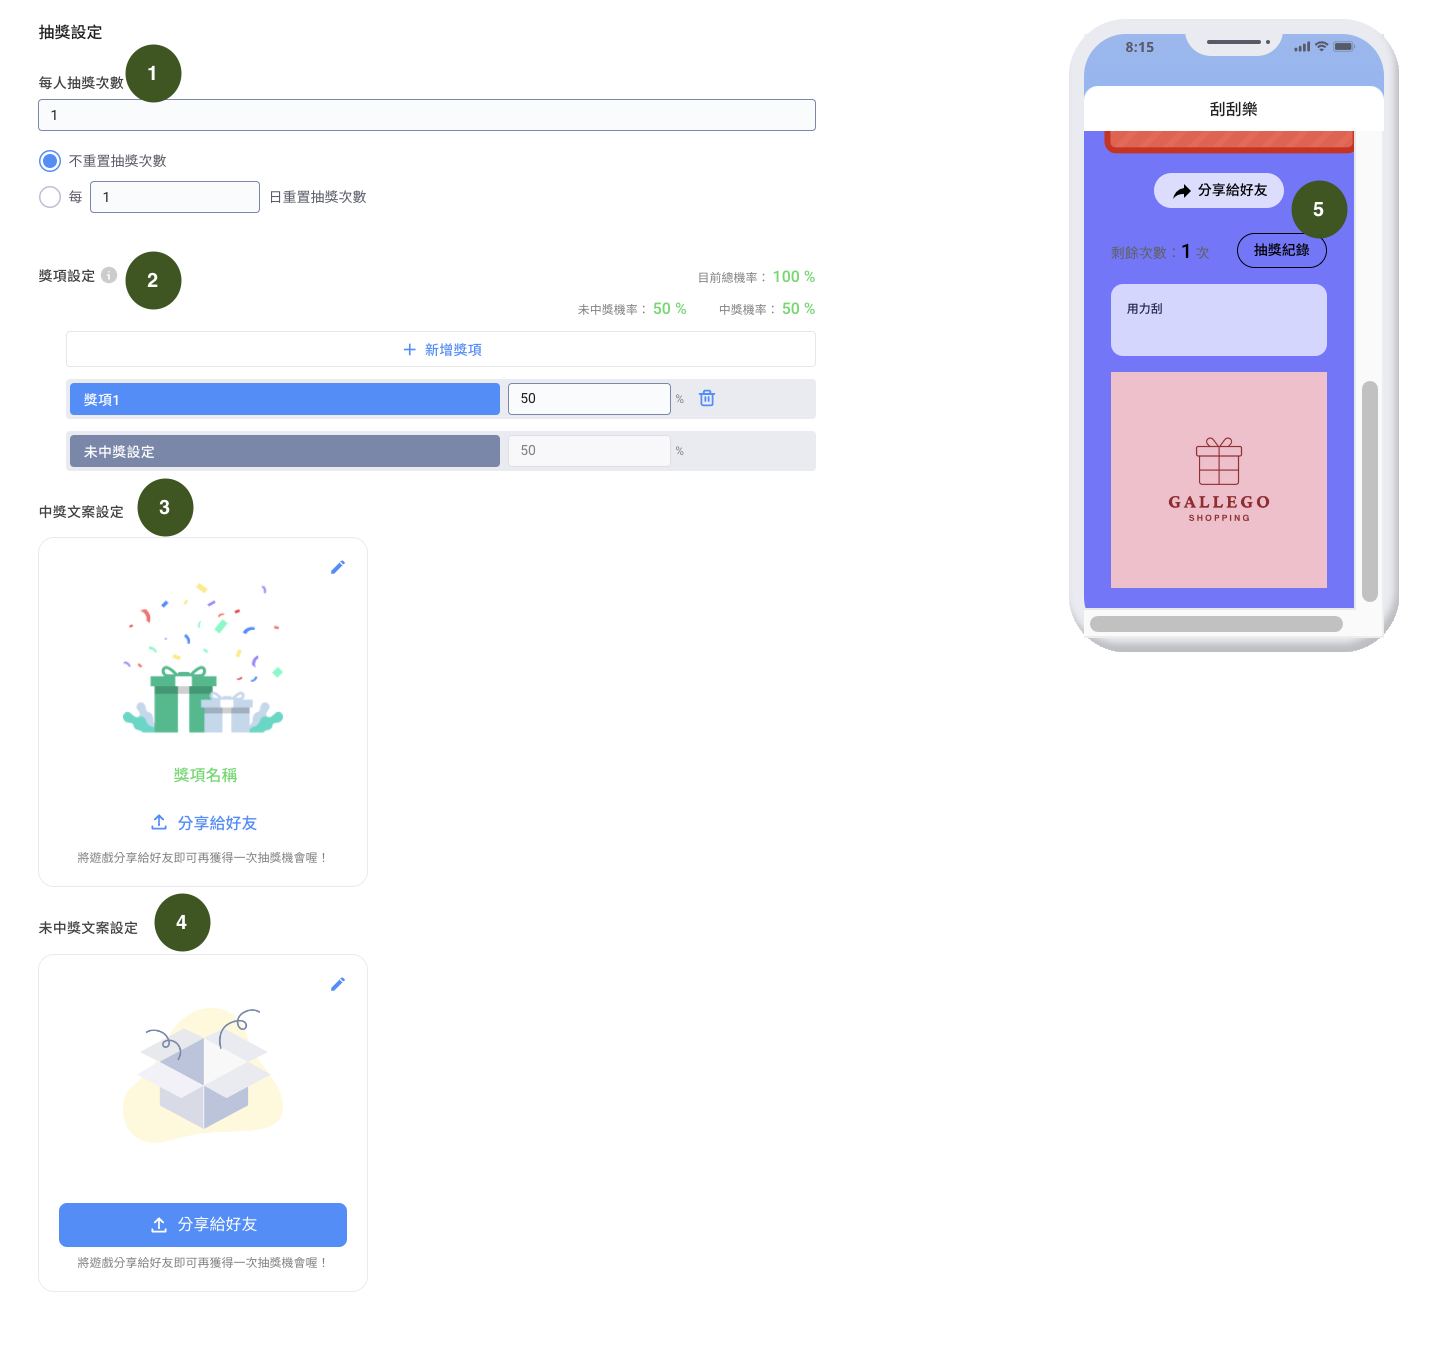 抽獎設定
1
每人抽獎次數
1
不重置抽獎次數
每 1 日重置抽獎次數
獎項設定 i
2
目前總機率： 100 %
未中獎機率： 50 % 中獎機率： 50 %
+ 新增獎項
獎項1 50 %
未中獎設定 50 %
中獎文案設定
3
獎項名稱
分享給好友
將遊戲分享給好友即可再獲得一次抽獎機會喔！
未中獎文案設定
4
分享給好友
將遊戲分享給好友即可再獲得一次抽獎機會喔！
8:15
刮刮樂
分享給好友
5
剩餘次數：1 次 抽獎紀錄
用力刮
GALLEGO
SHOPPING